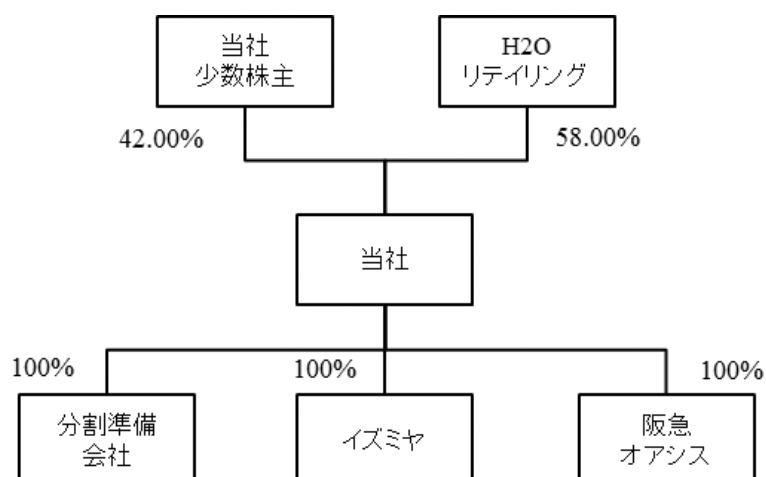 当社
少数株主
H2O
リテイリング
42.00%
58.00%
当社
100%
100%
100%
分割準備
会社
イズミヤ
阪急
オアシス